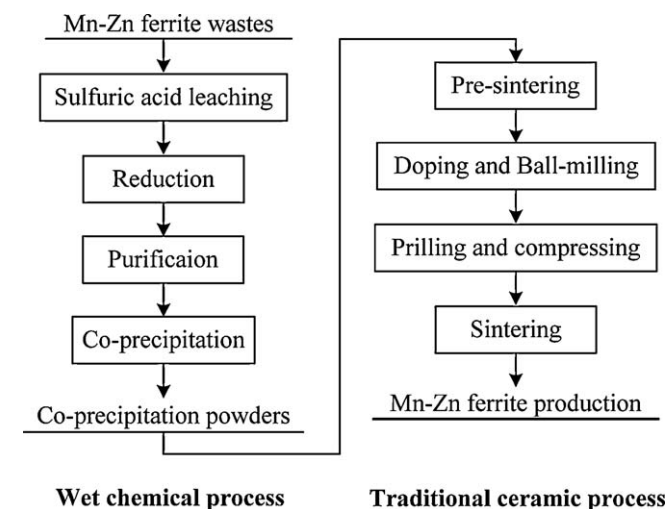 Mn-Zn ferrite wastes
Sulfuric acid leaching
Reduction
Purificaion
Co-precipitation
Co-precipitation powders
Wet chemical process
Pre-sintering
Doping and Ball-milling
Prilling and compressing
Sintering
Mn-Zn ferrite production
Traditional ceramic process